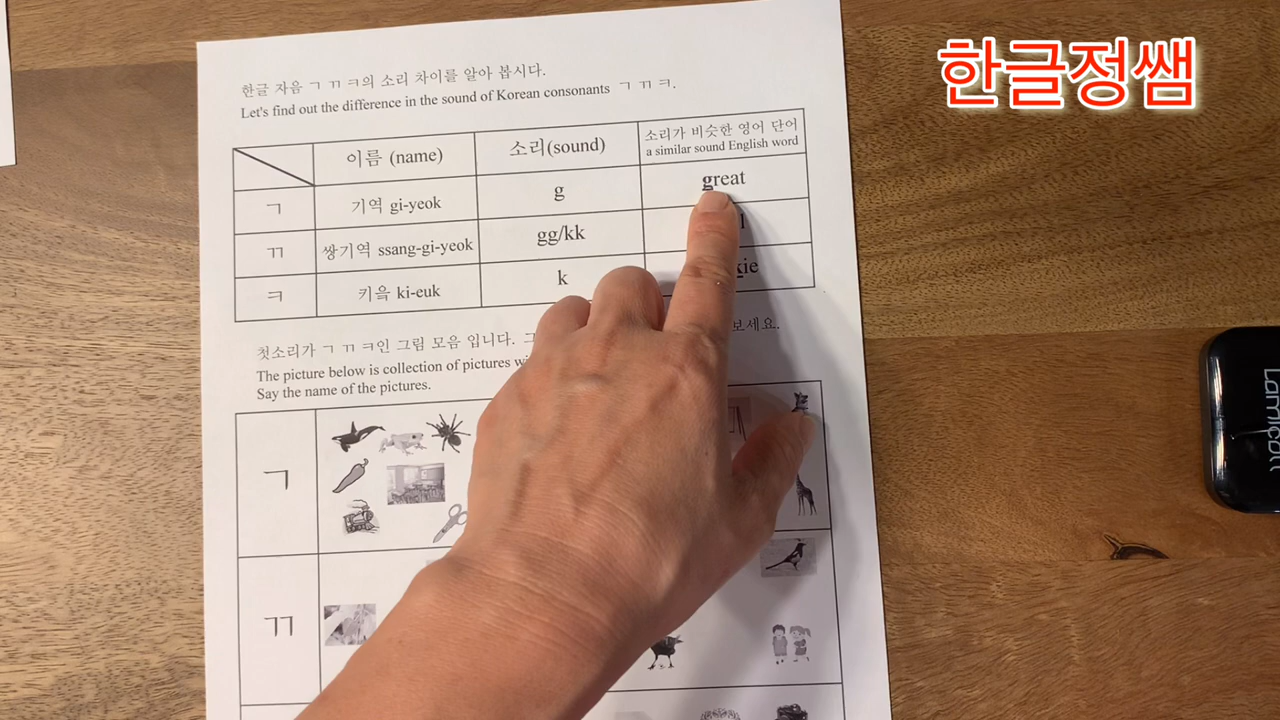 한글정쌤
한글 자음 ㄱ ㄲ ㅋ의 소리 차이를 알아 봅시다.
Let's find out the difference in the sound of Korean consonants ㄱ ㄲ ㅋ.
이름 (name) 소리(sound) 소리가 비슷한 영어 단어
a similar sound English word
ㄱ 기역 gi-yeok g great
ㄲ 쌍기역 ssang-gi-yeok gg/kk
ㅋ 키읔 ki-euk k
첫소리가 ㄱ ㄲ ㅋ인 그림 모음 입니다. 보세요.
The picture below is collection of pictures
Say the name of the pictures.
ㄱ
ㄲ
Lamicall